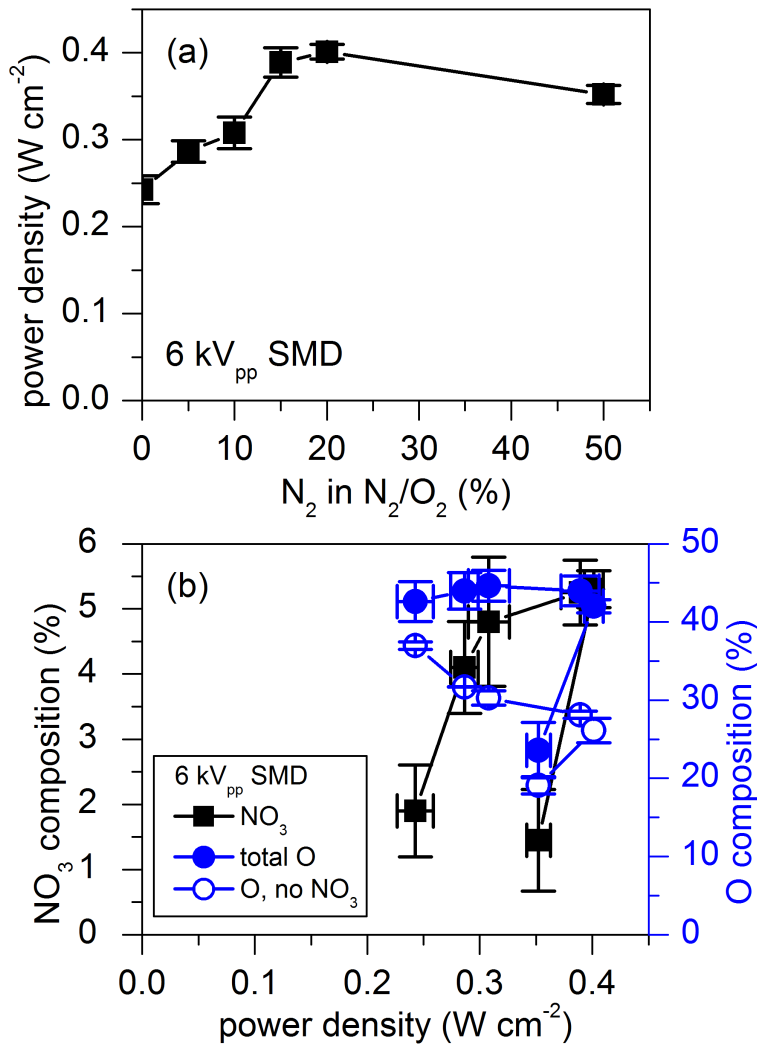 (a)
power density (W cm⁻²)
0.4
0.3
0.2
0.1
0.0
6 kVpp SMD
0 10 20 30 40 50
N₂ in N₂/O₂ (%)
(b)
NO₃ composition (%)
6
5
4
3
2
1
0
50
40
30
20
10
0
O composition (%)
6 kVpp SMD
NO₃
total O
O, no NO₃
0.0 0.1 0.2 0.3 0.4
power density (W cm⁻²)